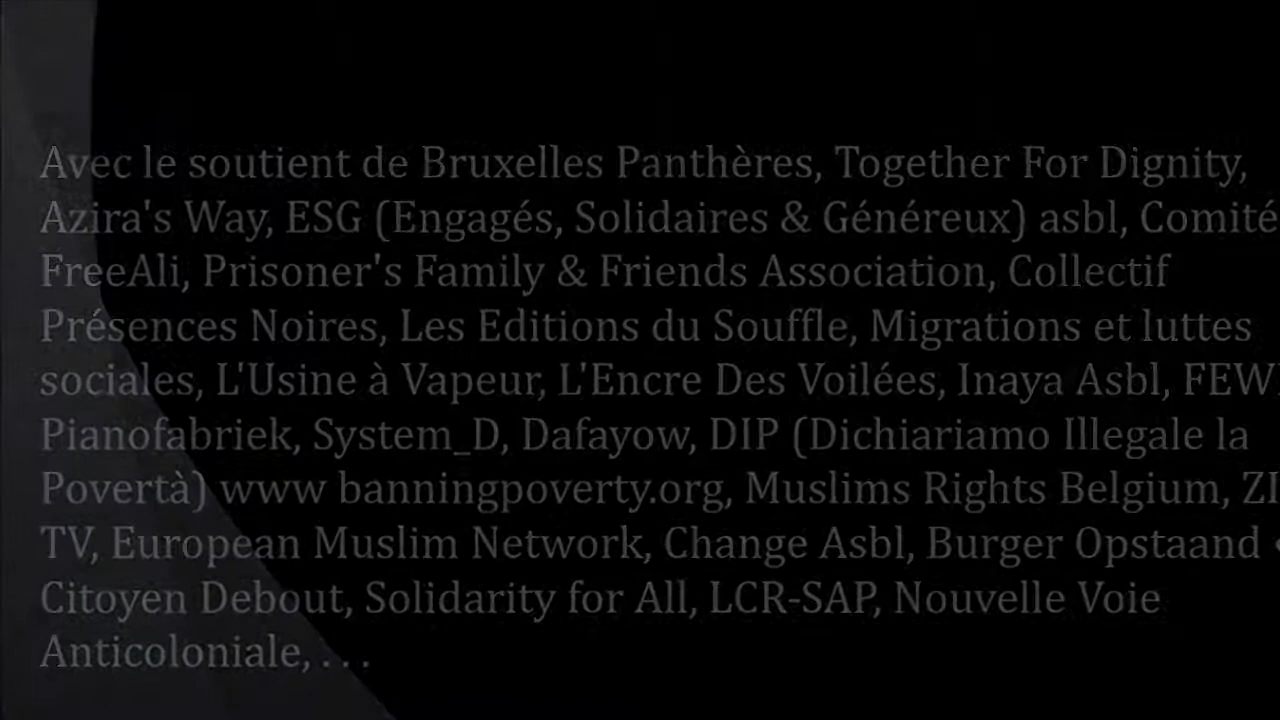 Avec le soutient de Bruxelles Panthères, Together For Dignity,
Azira's Way, ESG (Engagés, Solidaires & Généreux) asbl, Comité
FreeAli, Prisoner's Family & Friends Association, Collectif
Présences Noires, Les Editions du Souffle, Migrations et luttes
sociales, L'Usine à Vapeur, L'Encre Des Voilées, Inaya Asbl, FEW
Pianofabriek, System_D, Dafayow, DIP (Dichiariamo Illegale la
Povertà) www banningpoverty.org, Muslims Rights Belgium,
TV, European Muslim Network, Change Asbl, Burger Opstaand
Citoyen Debout, Solidarity for All, LCR-SAP, Nouvelle Voie
Anticoloniale, . . .